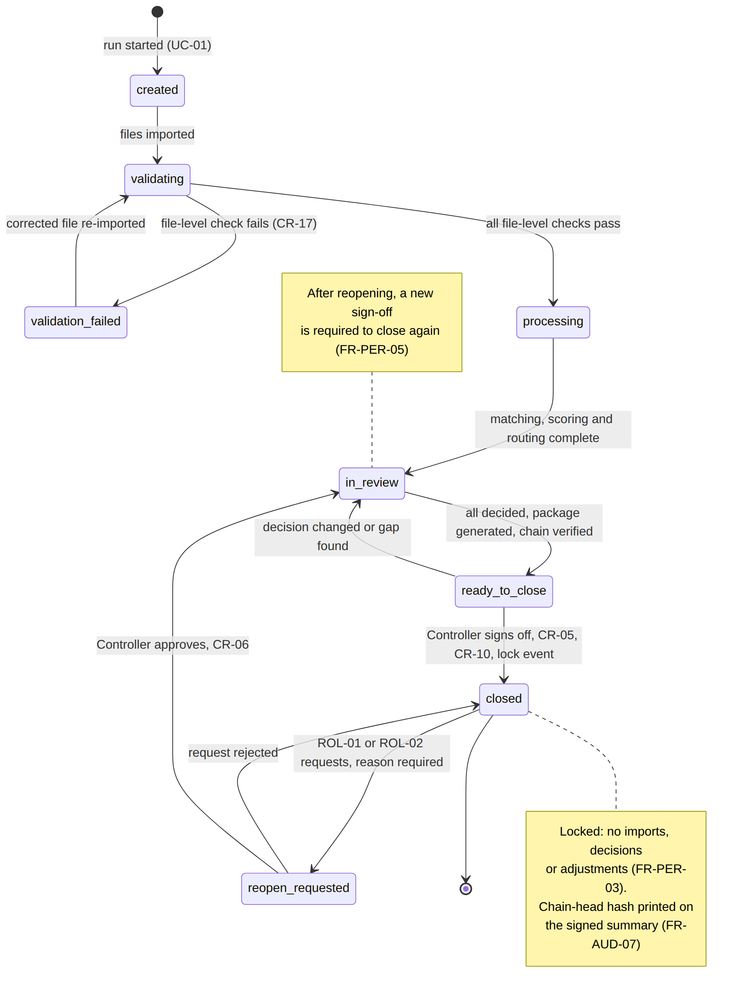 run started (UC-01)
created
files imported
validating
corrected file re-imported
file-level check fails (CR-17)
all file-level checks pass
After reopening, a new
sign-off
is required to close again
(FR-PER-05)
validation_failed
processing
matching, scoring and
routing complete
in_review
decision changed or gap
found
all decided, package
generated, chain verified
ready_to_close
Controller approves, CR-06
Controller signs off, CR-05,
CR-10, lock event
closed
request rejected
ROL-01 or ROL-02
requests, reason required
reopen_requested
Locked: no imports,
decisions
or adjustments (FR-PER-
03).
Chain-head hash printed on
the signed summary (FR-
AUD-07)